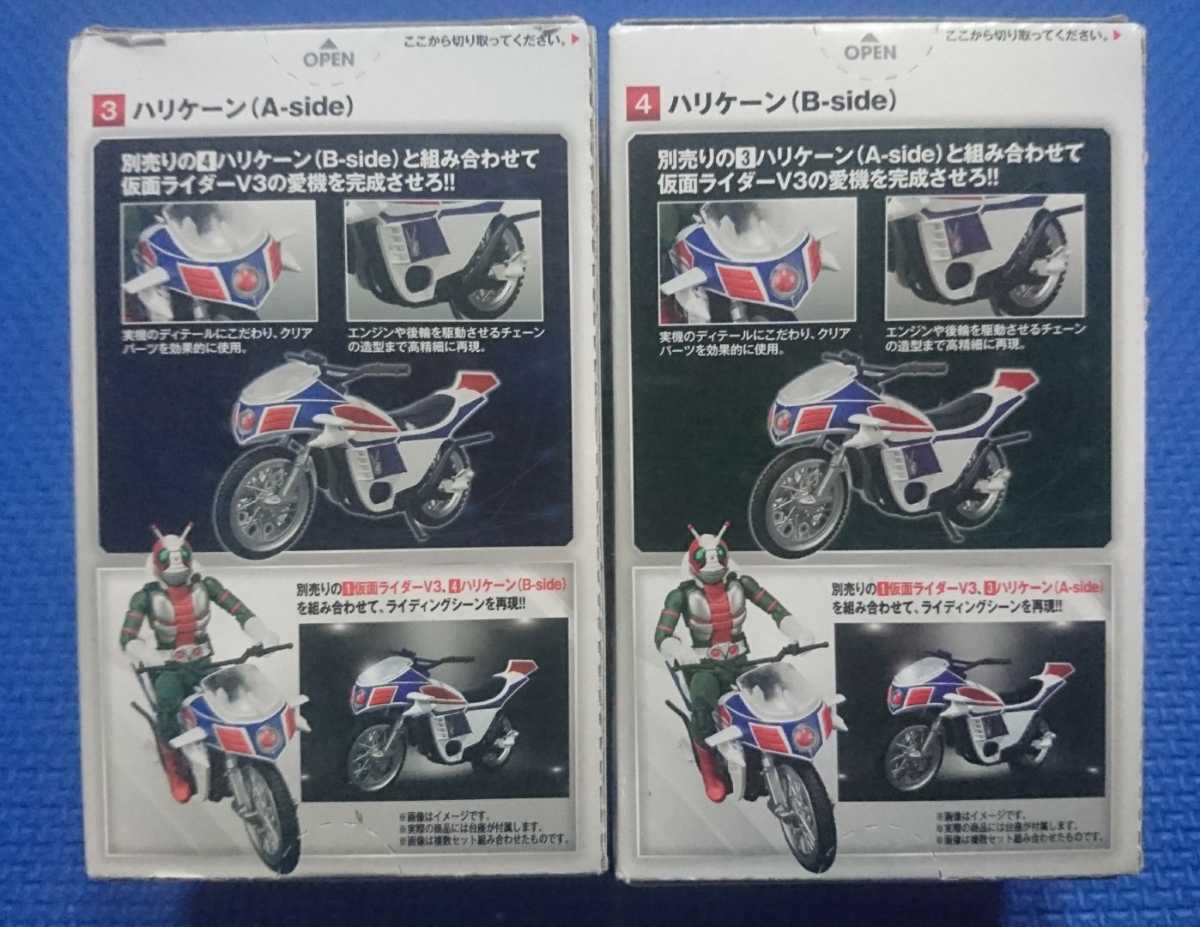 ここから切り取ってください。▶
OPEN
3 ハリケーン(A-side)
別売りの4ハリケーン(B-side)と組み合わせて
仮面ライダーV3の愛機を完成させろ!!
実機のディテールにこだわり、クリア
パーツを効果的に使用。
エンジンや後輪を駆動させるチェーン
の造型まで高精細に再現。
別売りの1仮面ライダーV3、4ハリケーン(B-side)
を組み合わせて、ライディングシーンを再現!!
※画像はイメージです。
※実際の商品には台座が付属します。
※画像は複数セット組み合わせたものです。
ここから切り取ってください。▶
OPEN
4 ハリケーン(B-side)
別売りの3ハリケーン(A-side)と組み合わせて
仮面ライダーV3の愛機を完成させろ!!
実機のディテールにこだわり、クリア
パーツを効果的に使用。
エンジンや後輪を駆動させるチェーン
の造型まで高精細に再現。
別売りの1仮面ライダーV3、3ハリケーン(A-side)
を組み合わせて、ライディングシーンを再現!!
※画像はイメージです。
※実際の商品には台座が付属します。
※画像は複数セット組み合わせたものです。